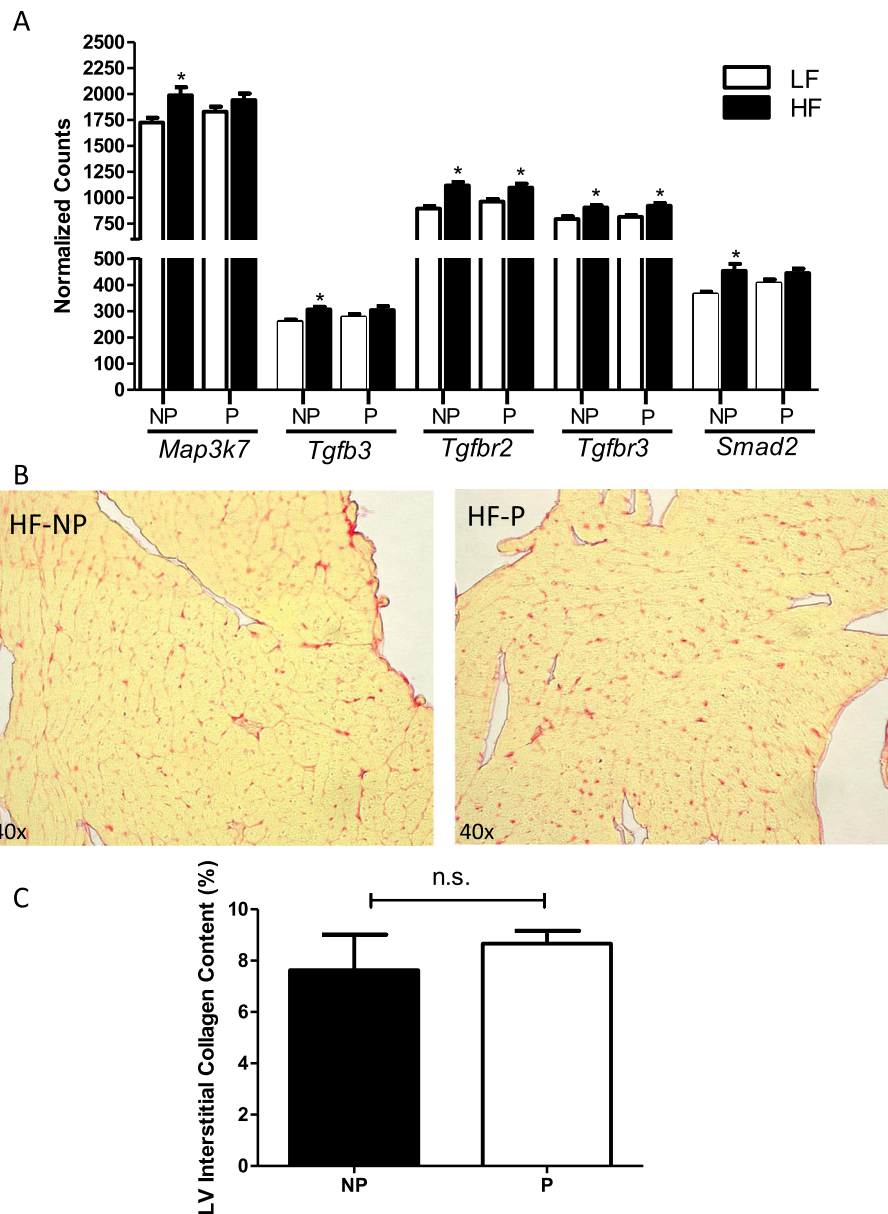 A
Normalized Counts
2500
2250
2000
1750
1500
1250
1000
750
500
400
300
200
100
0
* * * * * * *
LF
HF
NP P NP P NP P NP P NP P
Map3k7 Tgfb3 Tgfbr2 Tgfbr3 Smad2
B
HF-NP
40x
HF-P
40x
C
LV Interstitial Collagen Content (%)
n.s.
10
8
6
4
2
0
NP P